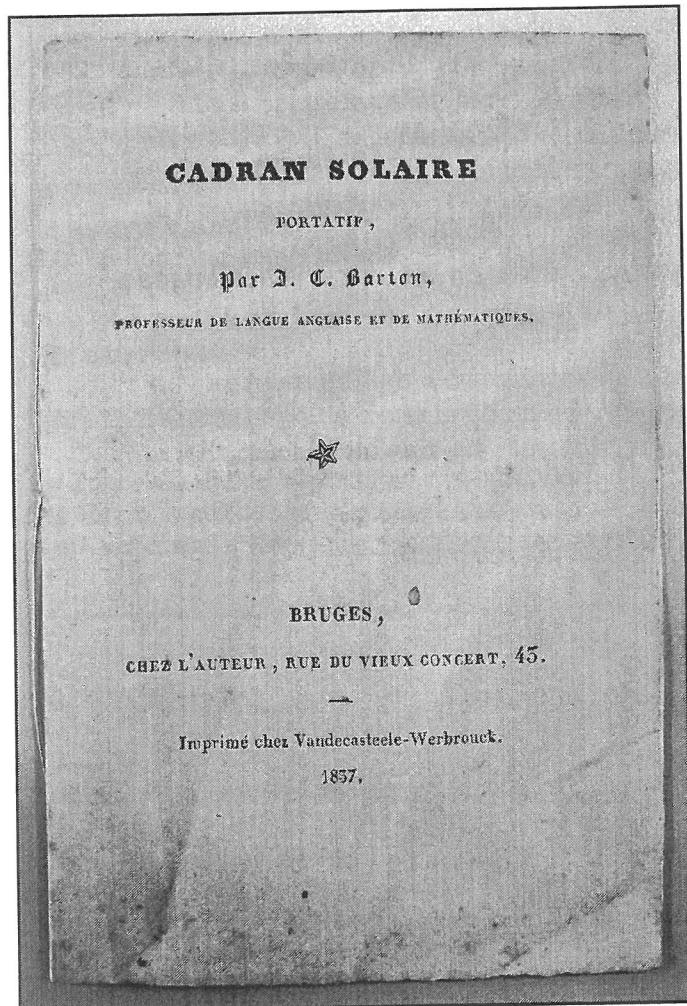 CADRAN SOLAIRE
PORTATIF,
Par J. C. Barton,
PROFESSEUR DE LANGUE ANGLAISE ET DE MATHÉMATIQUES.
BRUGES,
CHEZ L'AUTEUR, RUE DU VIEUX CONCERT, 43.
Imprimé chez Vandecasteele-Werbrouck.
1837.